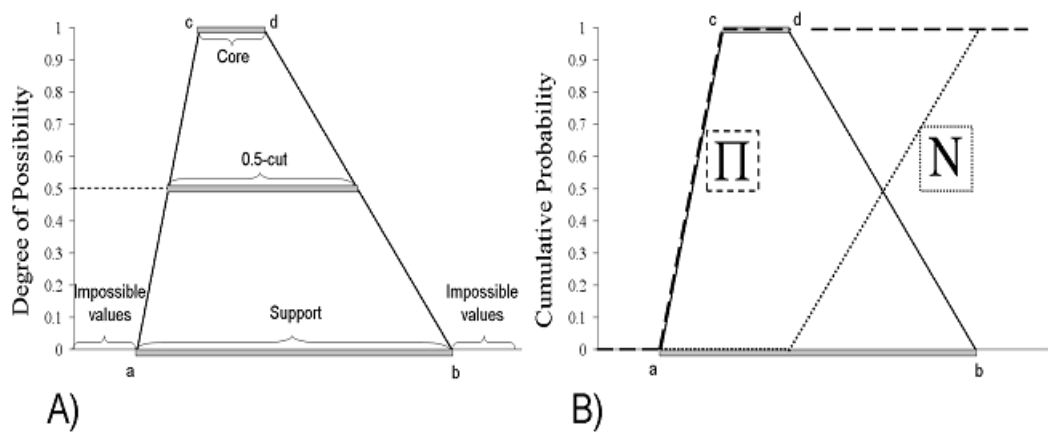 c d
1
0.9
0.8
0.7
0.6
0.5
0.4
0.3
0.2
0.1
0
Degree of Possibility
Core
0.5-cut
Impossible
values
Support
Impossible
values
a b
A)
c d
1
0.9
0.8
0.7
0.6
0.5
0.4
0.3
0.2
0.1
0
Cumulative Probability
Π
N
a b
B)